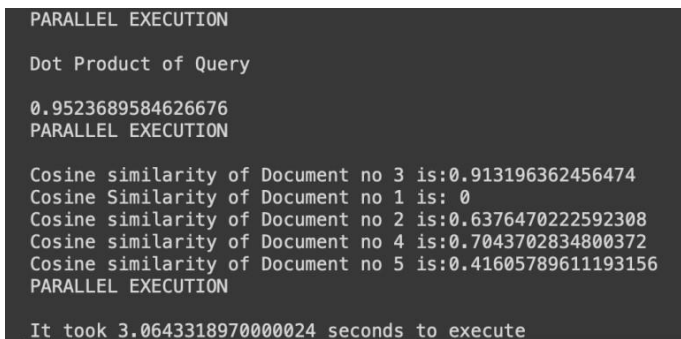 PARALLEL EXECUTION
Dot Product of Query
0.9523689584626676
PARALLEL EXECUTION
Cosine similarity of Document no 3 is:0.913196362456474
Cosine Similarity of Document no 1 is: 0
Cosine similarity of Document no 2 is:0.6376470222592308
Cosine similarity of Document no 4 is:0.7043702834800372
Cosine similarity of Document no 5 is:0.41605789611193156
PARALLEL EXECUTION
It took 3.0643318970000024 seconds to execute